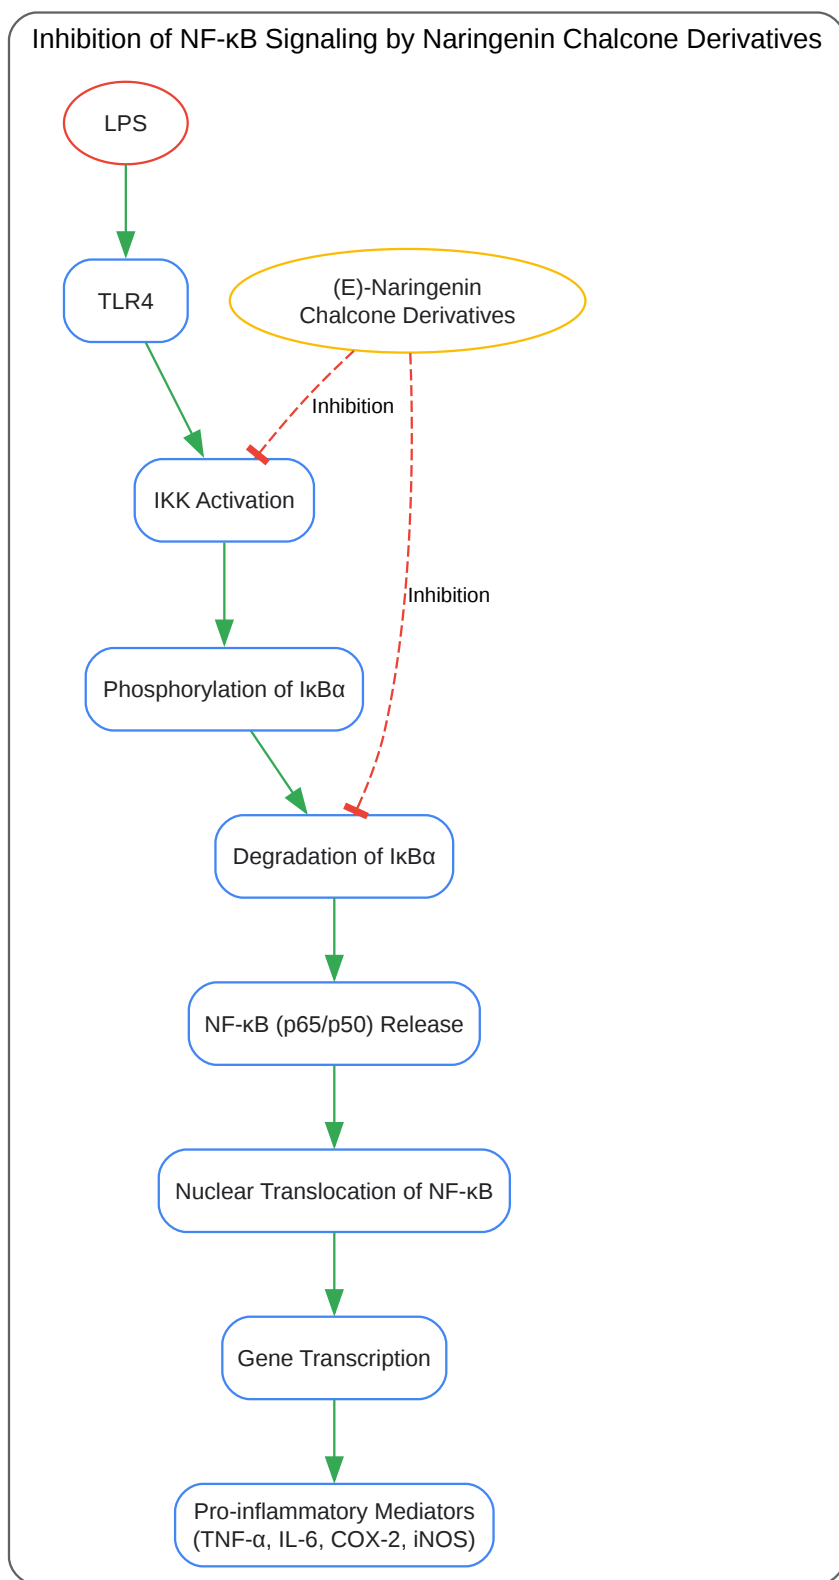 Inhibition of NF-κB Signaling by Naringenin Chalcone Derivatives
LPS
TLR4
(E)-Naringenin
Chalcone Derivatives
Inhibition
IKK Activation
Inhibition
Phosphorylation of IκBα
Degradation of IκBα
NF-κB (p65/p50) Release
Nuclear Translocation of NF-κB
Gene Transcription
Pro-inflammatory Mediators
(TNF-α, IL-6, COX-2, iNOS)